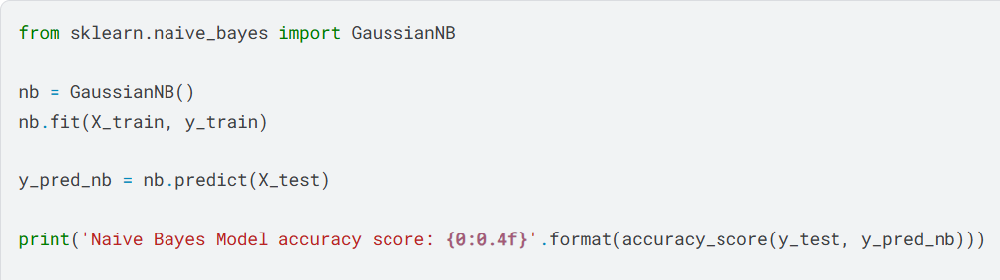 from sklearn.naive_bayes import GaussianNB
nb = GaussianNB()
nb.fit(X_train, y_train)
y_pred_nb = nb.predict(X_test)
print('Naive Bayes Model accuracy score: {0:0.4f}'.format(accuracy_score(y_test, y_pred_nb)))